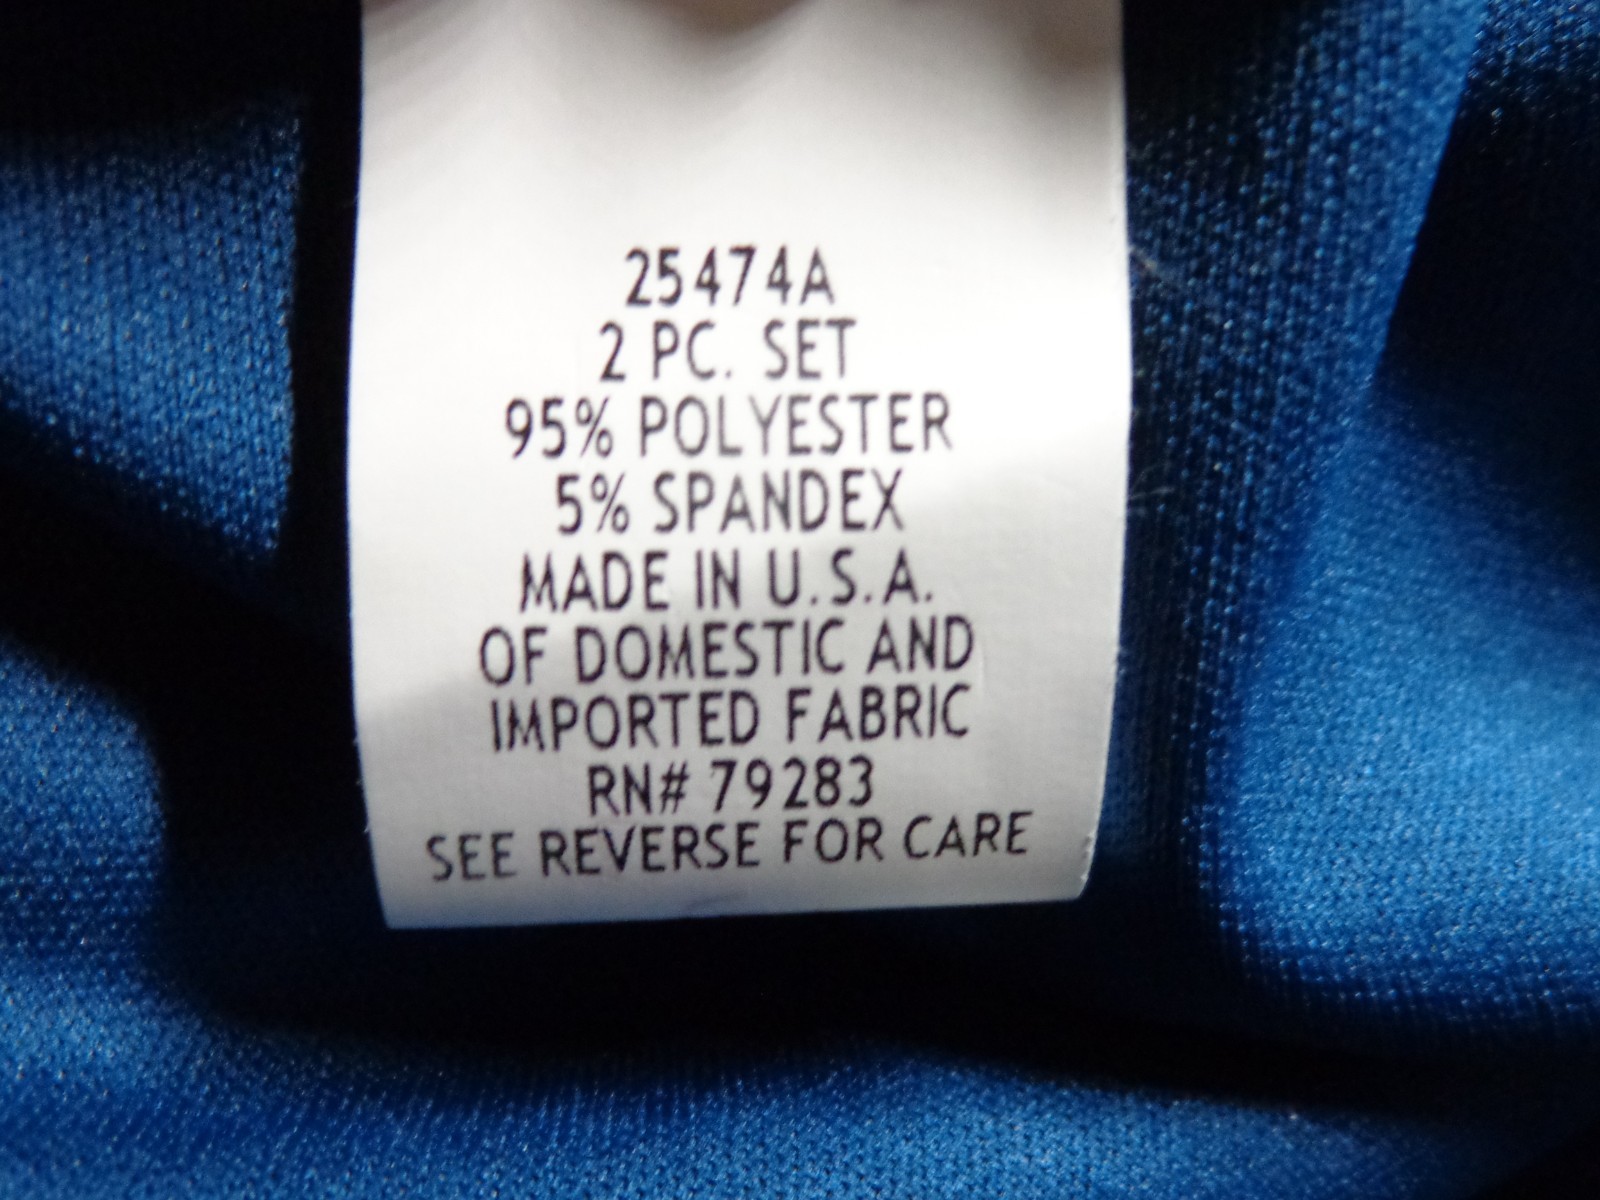 25474A
2 PC. SET
95% POLYESTER
5% SPANDEX
MADE IN U.S.A.
OF DOMESTIC AND
IMPORTED FABRIC
RN# 79283
SEE REVERSE FOR CARE